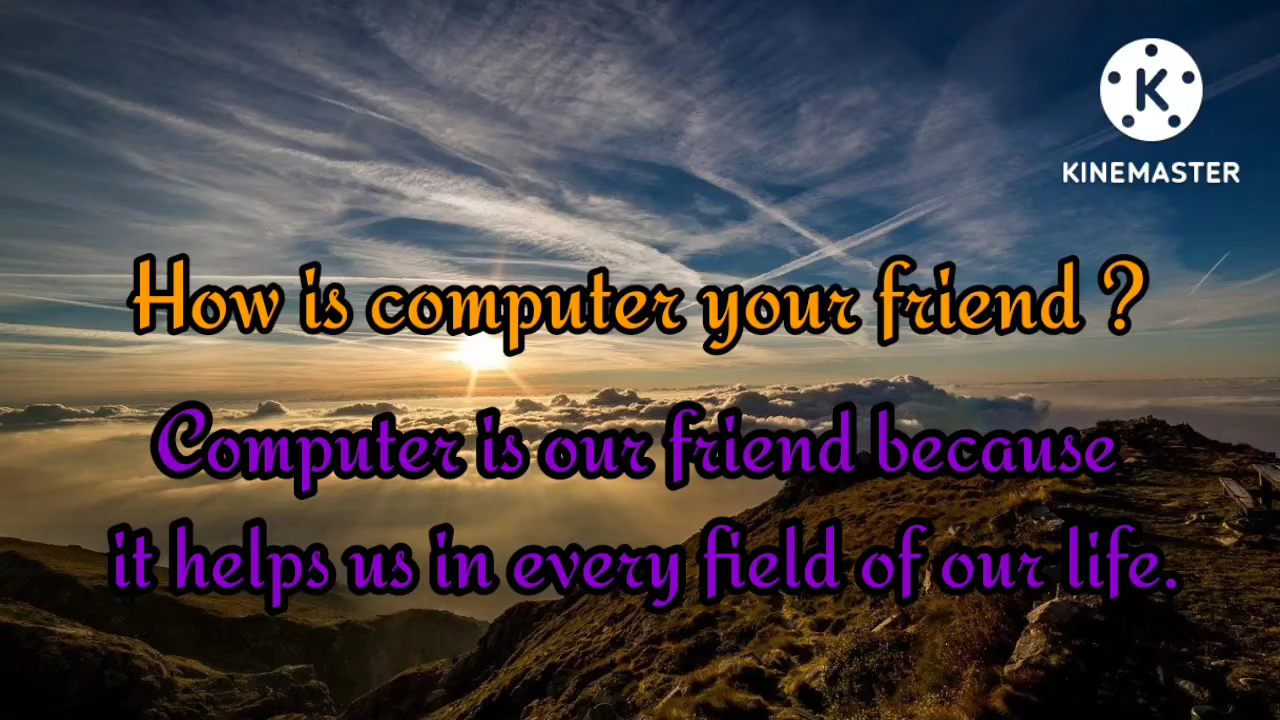 K
KINEMASTER
How is computer your friend ?
Computer is our friend because
it helps us in every field of our life.